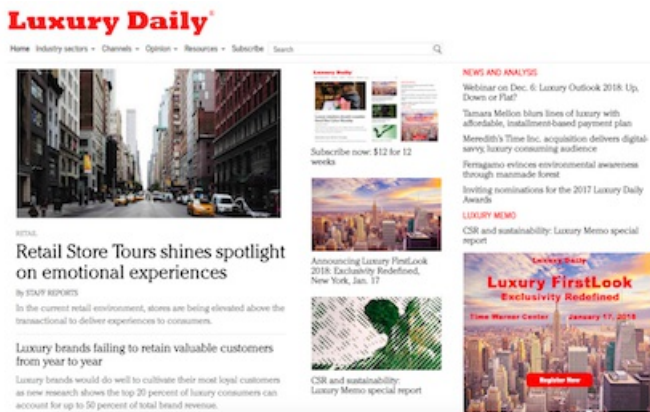 Luxury Daily®
Home Industry sectors Channels Opinion Resources Subscribe Search
RETAIL
Retail Store Tours shines spotlight
on emotional experiences
By STAFF REPORTS
In the current retail environment, stores are being elevated above the
transactional to deliver experiences to consumers.
Luxury brands failing to retain valuable customers
from year to year
Luxury brands would do well to cultivate their most loyal customers
as new research shows the top 20 percent of luxury consumers can
account for up to 50 percent of total brand revenue.
Luxury Daily
Subscribe now: $12 for 12
weeks
Announcing Luxury FirstLook
2018: Exclusivity Redefined,
New York, Jan. 17
CSR and sustainability:
Luxury Memo special report
NEWS AND ANALYSIS
Webinar on Dec. 6: Luxury Outlook 2018: Up,
Down or Flat?
Tamara Mellon blurs lines of luxury with
affordable, installment-based payment plan
Meredith's Time Inc. acquisition delivers digital-
savvy, luxury consuming audience
Ferragamo evinces environmental awareness
through manmade forest
Inviting nominations for the 2017 Luxury Daily
Awards
LUXURY MEMO
CSR and sustainability: Luxury Memo special
report
Luxury Daily
Luxury FirstLook
Exclusivity Redefined
Time Warner Center January 17, 2018
Register Now